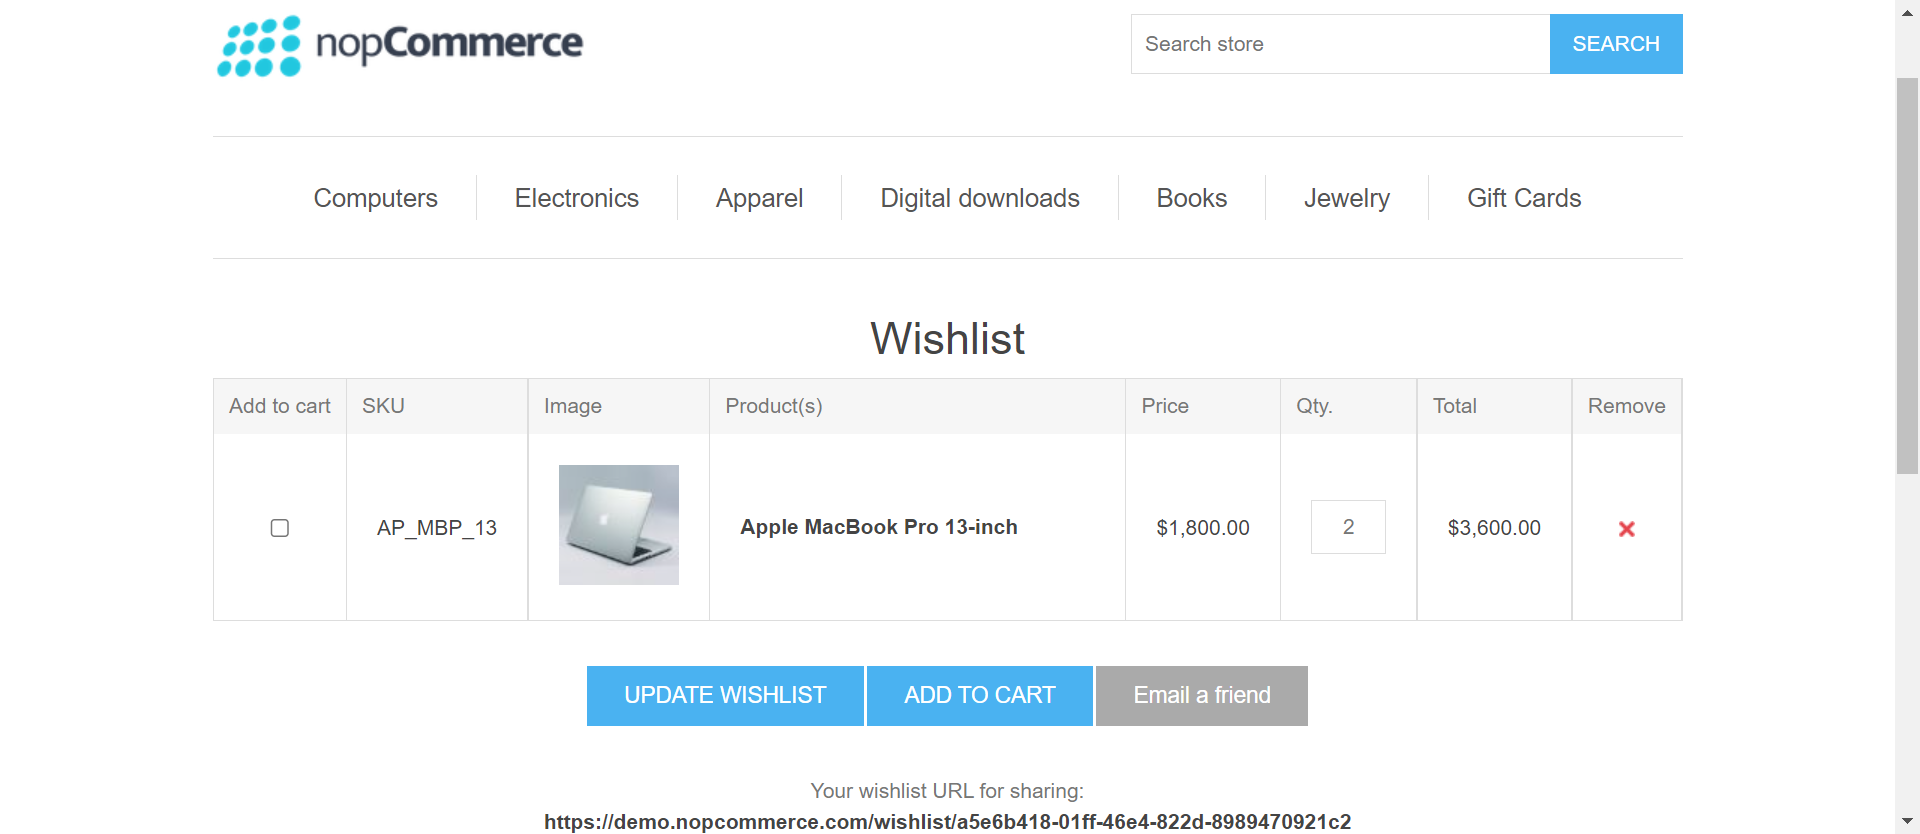 nopCommerce
Search store
SEARCH
Computers
Electronics
Apparel
Digital downloads
Books
Jewelry
Gift Cards
Wishlist
Add to cart
SKU
Image
Product(s)
Price
Qty.
Total
Remove
AP_MBP_13
Apple MacBook Pro 13-inch
$1,800.00
2
$3,600.00
UPDATE WISHLIST
ADD TO CART
Email a friend
Your wishlist URL for sharing:
https://demo.nopcommerce.com/wishlist/a5e6b418-01ff-46e4-822d-8989470921c2